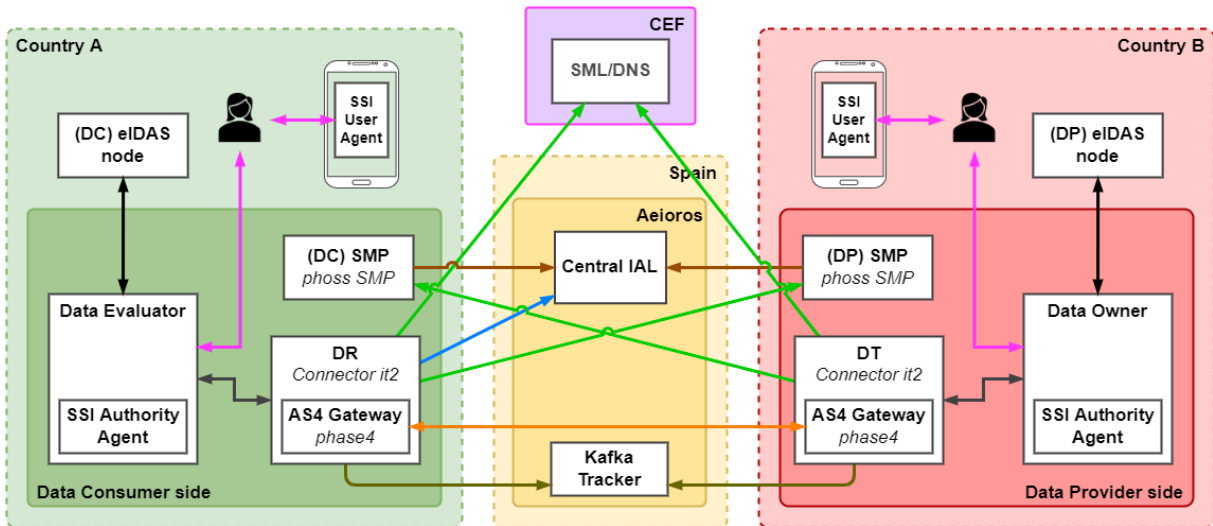 Country A
SSI
User
Agent
(DC) eIDAS
node
(DC) SMP
phoss SMP
Data Evaluator
SSI Authority
Agent
DR
Connector it2
AS4 Gateway
phase4
Data Consumer side
CEF
SML/DNS
Spain
Aeioros
Central IAL
Kafka
Tracker
Country B
SSI
User
Agent
(DP) eIDAS
node
(DP) SMP
phoss SMP
Data Owner
SSI Authority
Agent
DT
Connector it2
AS4 Gateway
phase4
Data Provider side